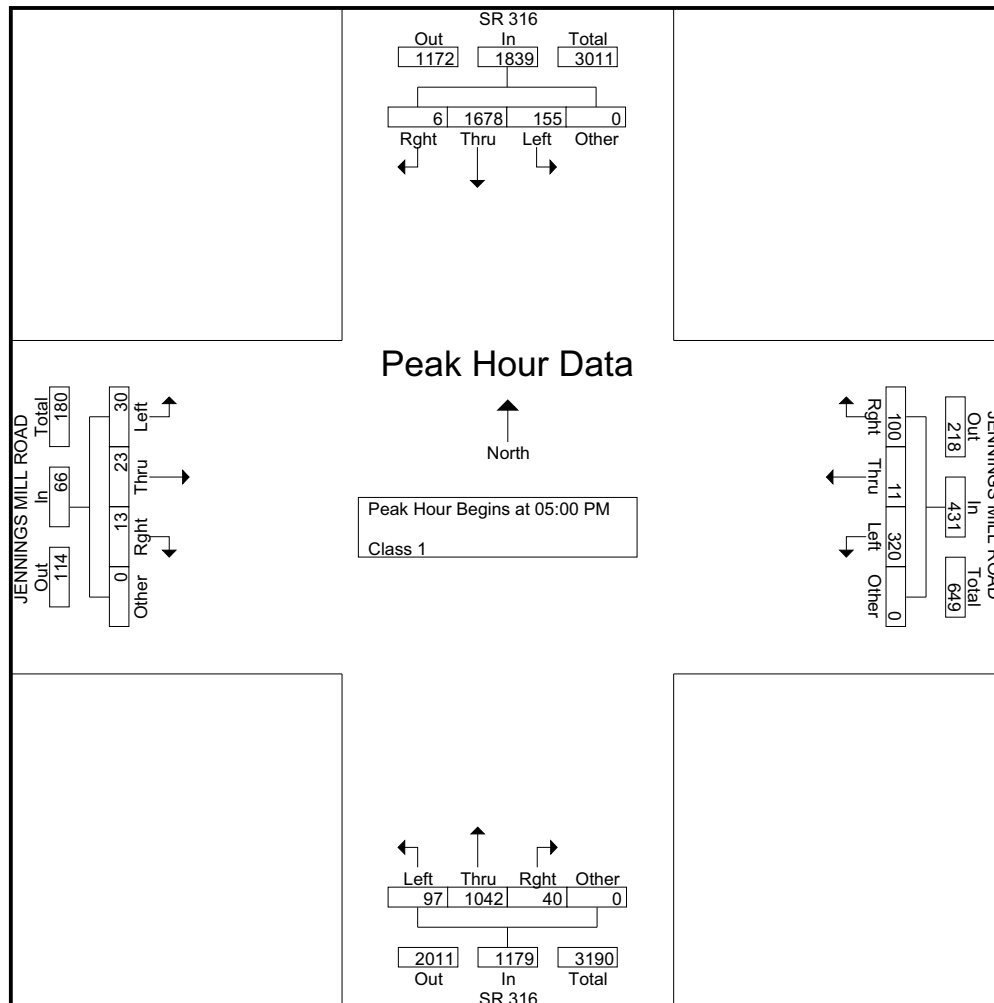 SR 316
Out In Total
1172 1839 3011
6 1678 155 0
Rght Thru Left Other
Peak Hour Data
North
Peak Hour Begins at 05:00 PM
Class 1
JENNINGS MILL ROAD
Out In Total
114 66 180
Left Thru Rght Other
30 23 13 0
JENNINGS MILL ROAD
Out In Total
218 431 649
Rght Thru Left Other
100 11 320 0
Left Thru Rght Other
97 1042 40 0
2011 1179 3190
Out In Total
SR 316